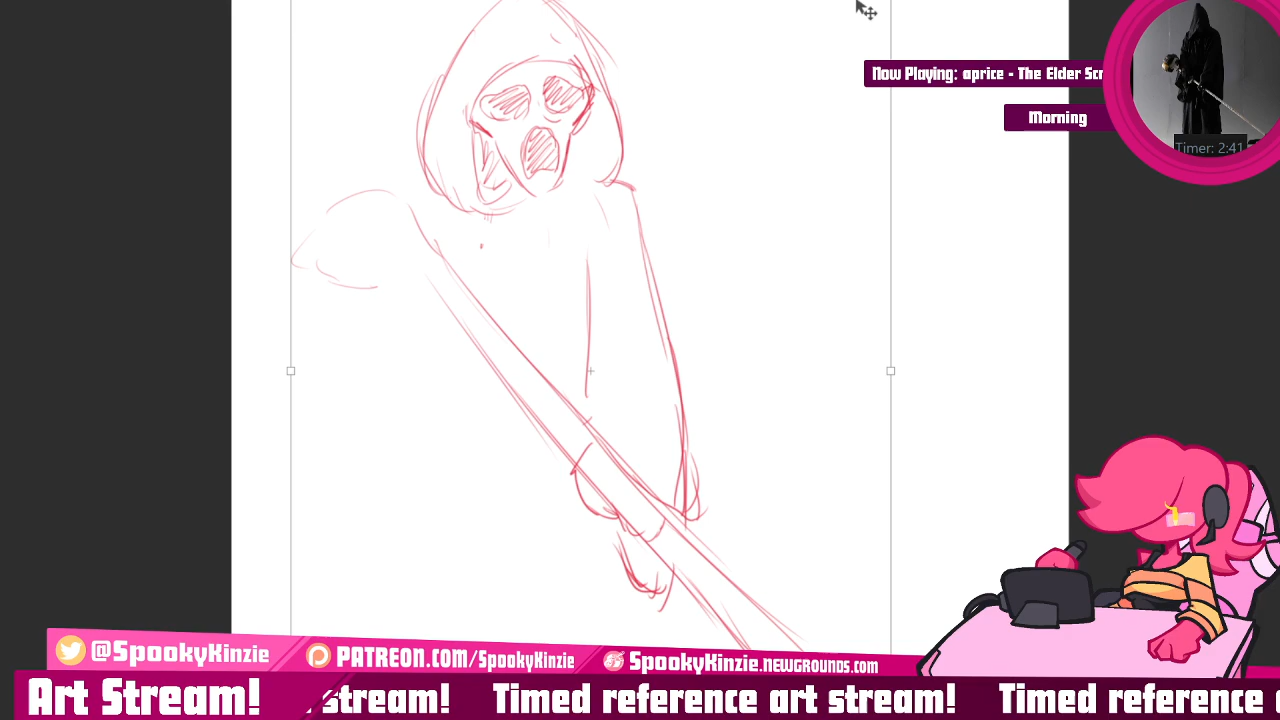 Now Playing: aprice - The Elder Scr
Morning
Timer: 2:41
@SpookyKinzie
PATREON.COM/SpookyKinzie
SpookyKinzie.NEWGROUNDS.com
Art Stream!
stream! Timed reference art stream! Timed reference